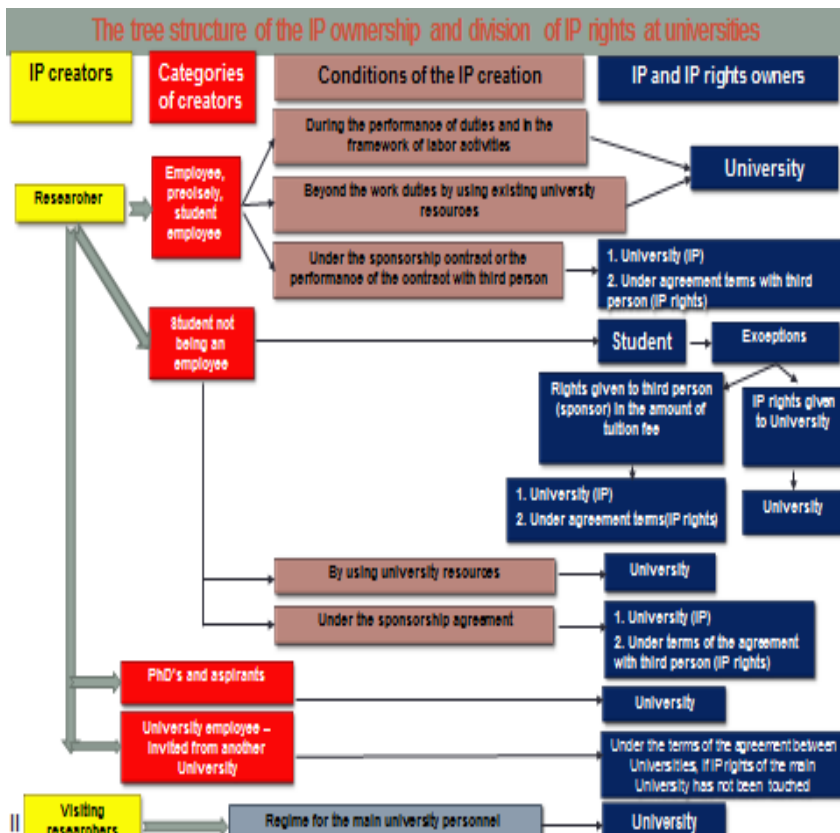 The tree structure of the IP ownership and division of IP rights at universities
IP creators
Categories
of creators
Conditions of the IP creation
IP and IP rights owners
During the performance of duties and in the
framework of labor activities
University
Employee,
precisely,
student
employee
Researcher
Beyond the work duties by using existing university
resources
Under the sponsorship contract or the
performance of the contract with third person
1. University (IP)
2. Under agreement terms with third
person (IP rights)
Student not
being an
employee
Student
Exceptions
Rights given to third person
(sponsor) in the amount of
tuition fee
IP rights given
to University
1. University (IP)
2. Under agreement terms(IP rights)
University
By using university resources
University
Under the sponsorship agreement
1. University (IP)
2. Under terms of the agreement
with third person (IP rights)
PhD's and aspirants
University
University employee –
invited from another
University
Under the terms of the agreement between
Universities, if IP rights of the main
University has not been touched
II
Visiting
researchers
Regime for the main university personnel
University